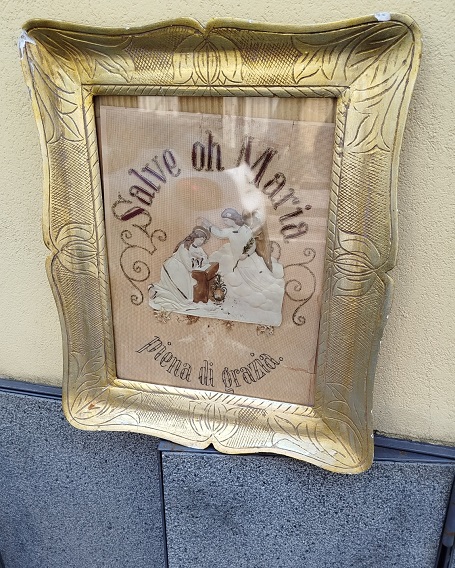 Salve oh Maria
piena di grazia.